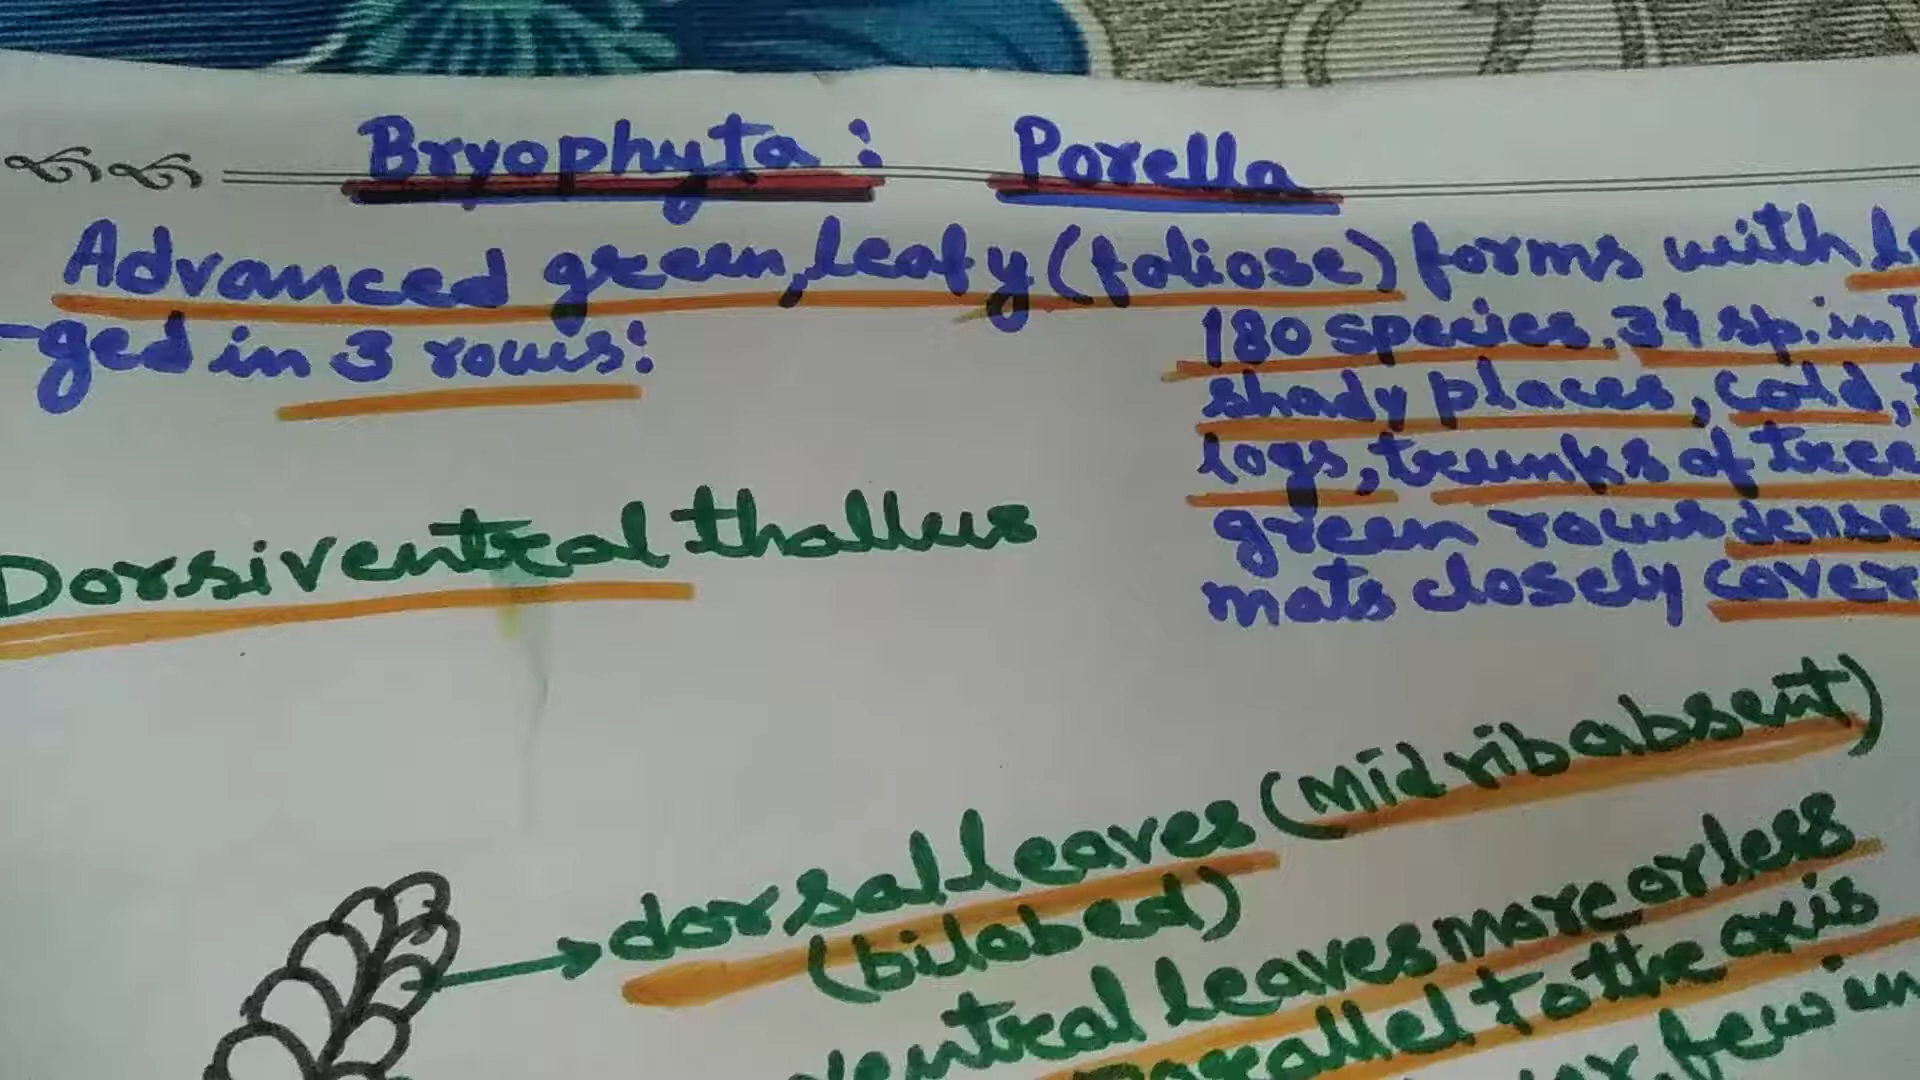 Bryophyta: Porella
Advanced green, leafy (foliose) forms with
-ged in 3 rows:
180 species. 34 sp. in
shady places, cold,
logs, trunks of
green rows dense
mats closely cover
Dorsiventral thallus
dorsal leaves (mid rib absent)
(bilobed)
ventral leaves more or less
parallel to the axis
few in